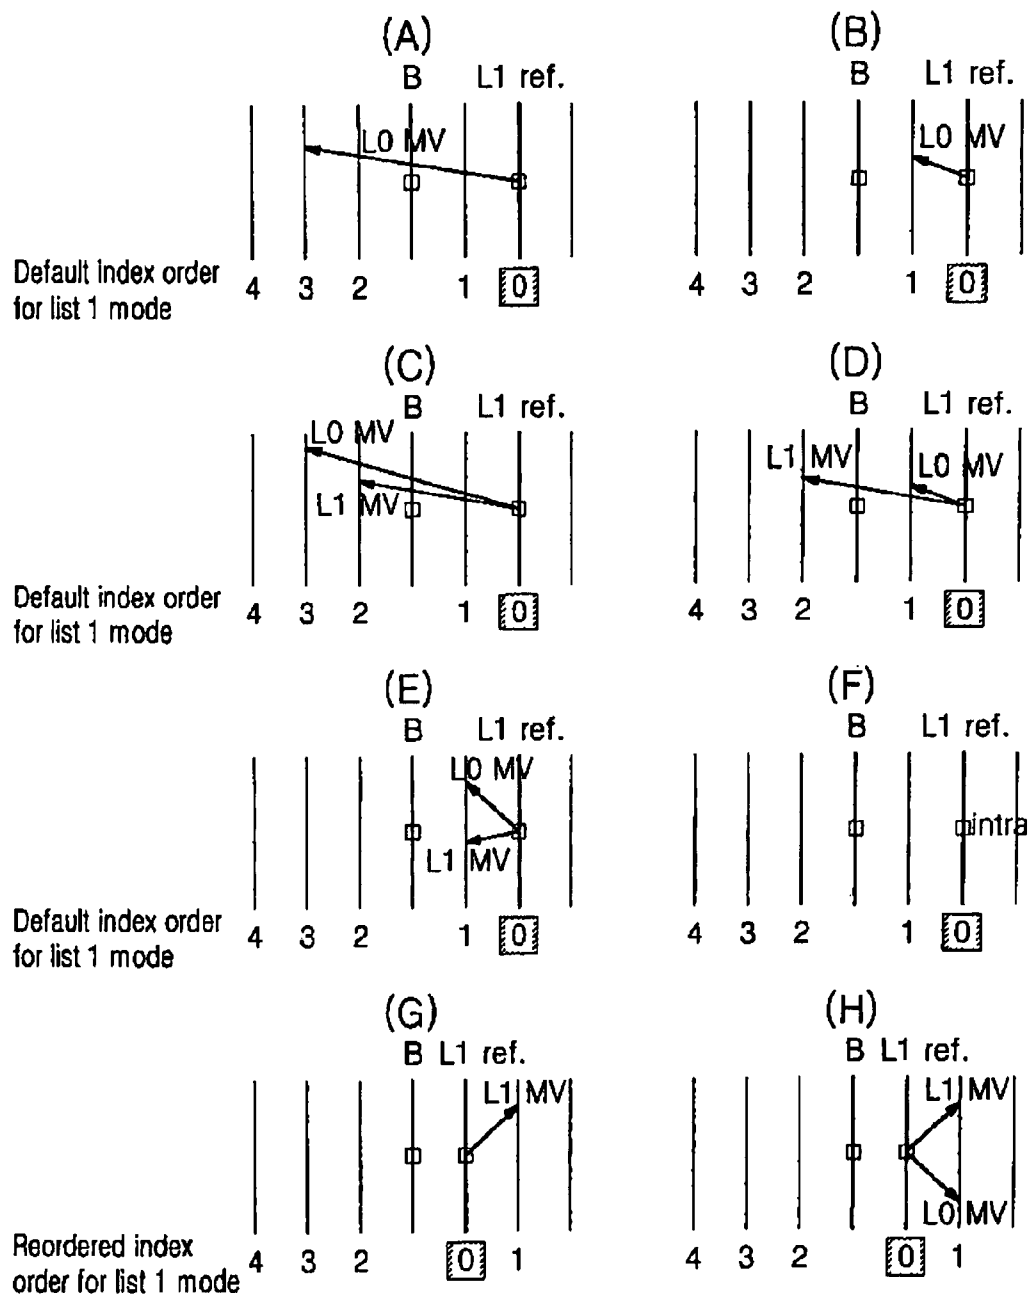 (A)
B L1 ref.
L0 MV
Default index order
for list 1 mode
4 3 2 1 0
(B)
B L1 ref.
L0 MV
4 3 2 1 0
(C)
B L1 ref.
L0 MV
L1 MV
Default index order
for list 1 mode
4 3 2 1 0
(D)
B L1 ref.
L1 MV
L0 MV
4 3 2 1 0
(E)
B L1 ref.
L0 MV
L1 MV
Default index order
for list 1 mode
4 3 2 1 0
(F)
B L1 ref.
intra
4 3 2 1 0
(G)
B L1 ref.
L1 MV
Reordered index
order for list 1 mode
4 3 2 0 1
(H)
B L1 ref.
L1 MV
L0 MV
4 3 2 0 1